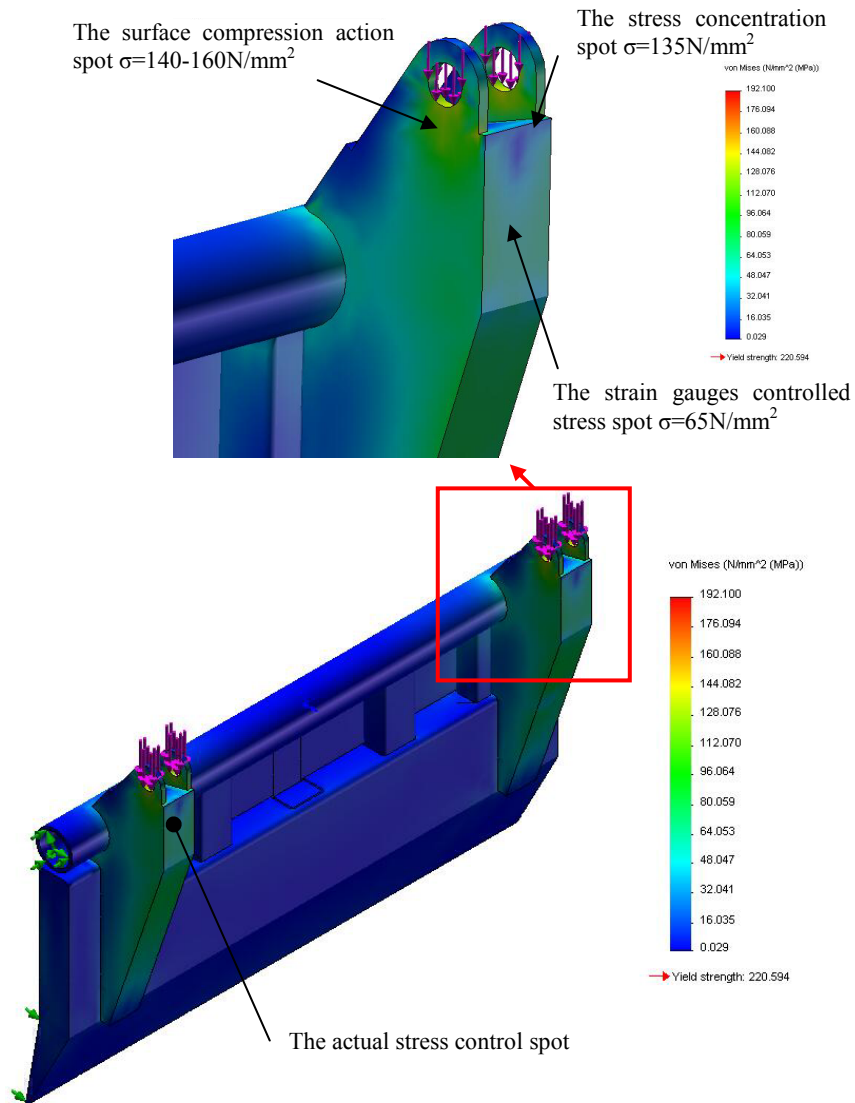 The surface compression action
spot σ=140-160N/mm²
The stress concentration
spot σ=135N/mm²
von Mises (N/mm^2 (MPa))
192.100
176.094
160.088
144.082
128.076
112.070
96.064
80.059
64.053
48.047
32.041
16.035
0.029
Yield strength: 220.594
The strain gauges controlled
stress spot σ=65N/mm²
von Mises (N/mm^2 (MPa))
192.100
176.094
160.088
144.082
128.076
112.070
96.064
80.059
64.053
48.047
32.041
16.035
0.029
Yield strength: 220.594
The actual stress control spot